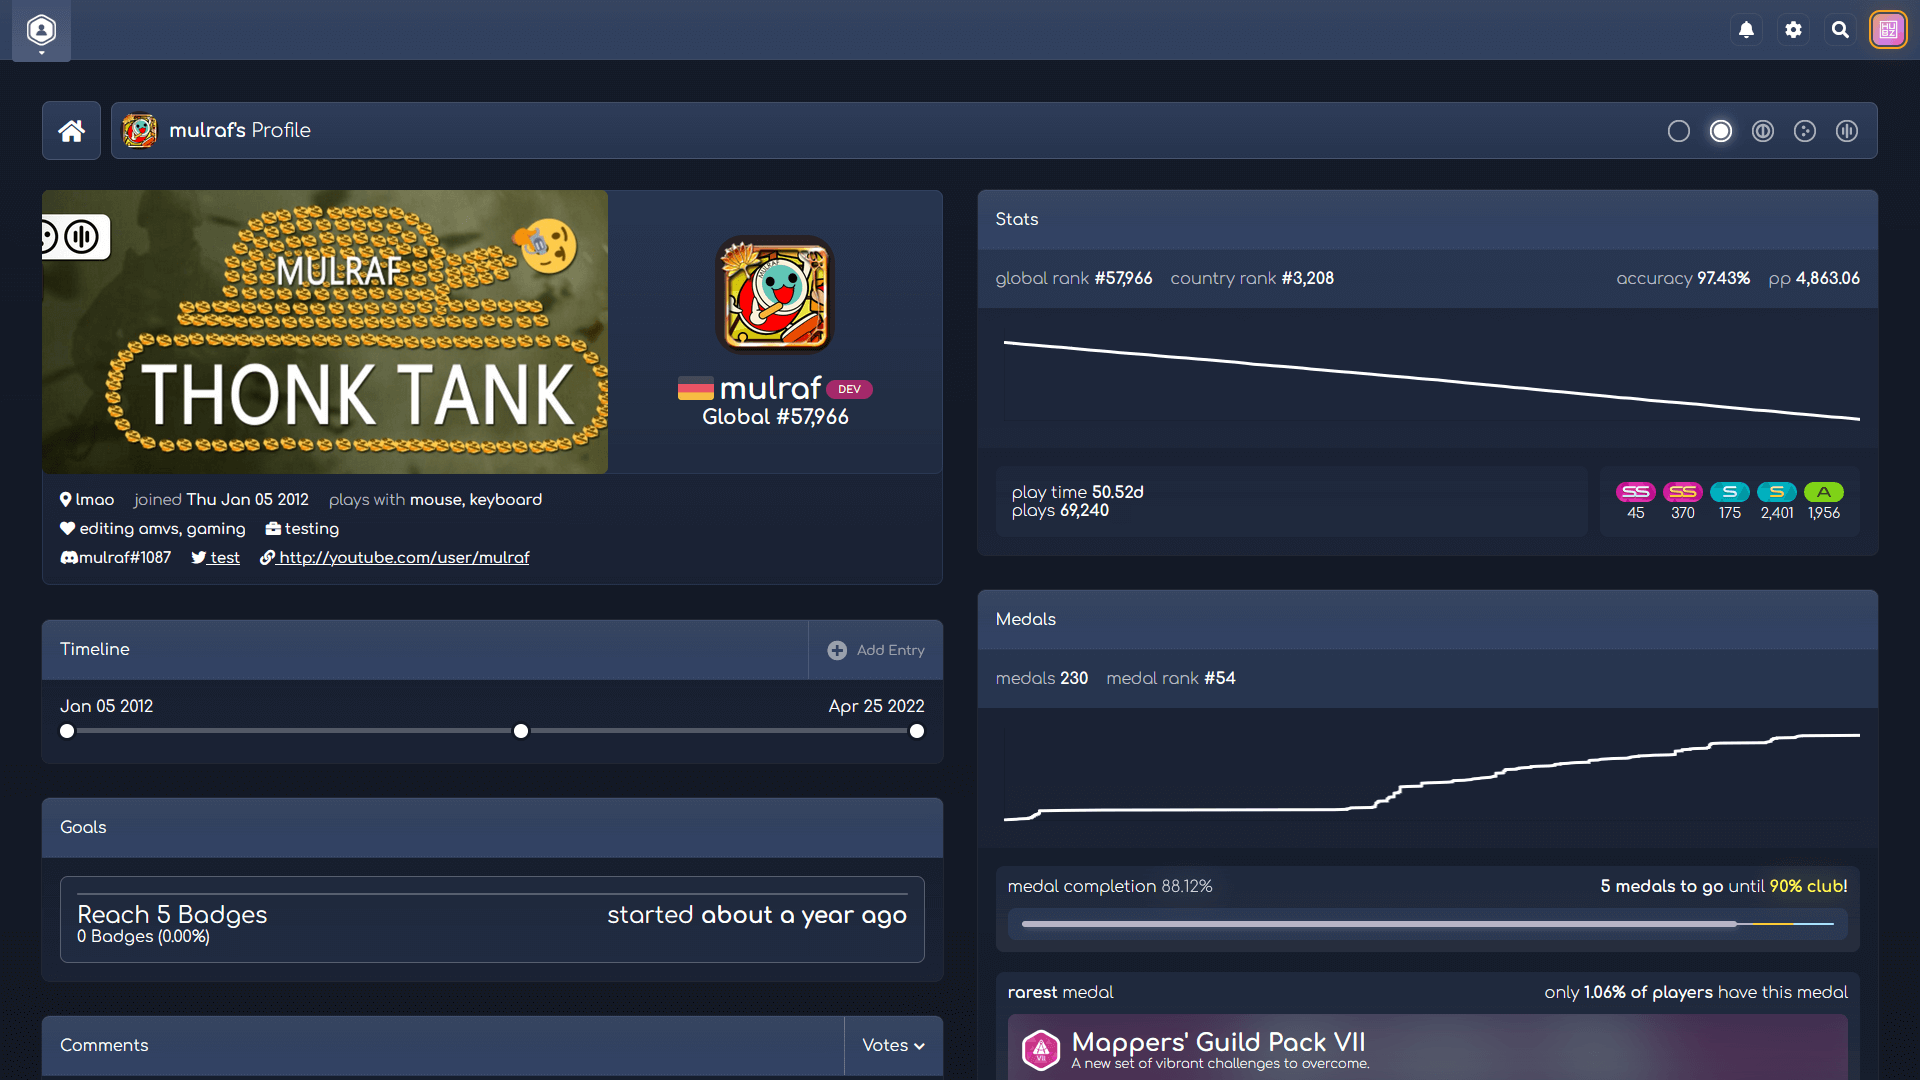 mulraf's Profile
MULRAF
THONK TANK
mulraf DEV
Global #57,966
lmao joined Thu Jan 05 2012 plays with mouse, keyboard
editing amvs, gaming testing
mulraf#1087 test http://youtube.com/user/mulraf
Timeline
Add Entry
Jan 05 2012
Apr 25 2022
Goals
Reach 5 Badges
0 Badges (0.00%)
started about a year ago
Comments
Votes
Stats
global rank #57,966 country rank #3,208
accuracy 97.43% pp 4,863.06
play time 50.52d
plays 69,240
SS SS S S A
45 370 175 2,401 1,956
Medals
medals 230 medal rank #54
medal completion 88.12%
5 medals to go until 90% club!
rarest medal
only 1.06% of players have this medal
VII
Mappers' Guild Pack VII
A new set of vibrant challenges to overcome.